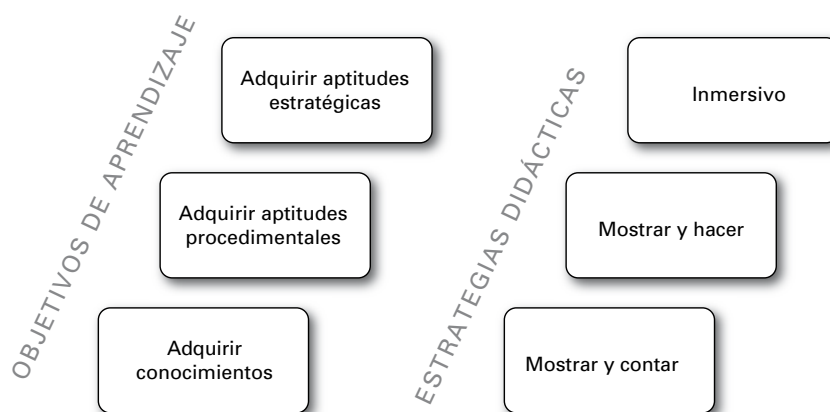 OBJETIVOS DE APRENDIZAJE
Adquirir aptitudes
estratégicas
Adquirir aptitudes
procedimentales
Adquirir
conocimientos
ESTRATEGIAS DIDÁCTICAS
Inmersivo
Mostrar y hacer
Mostrar y contar